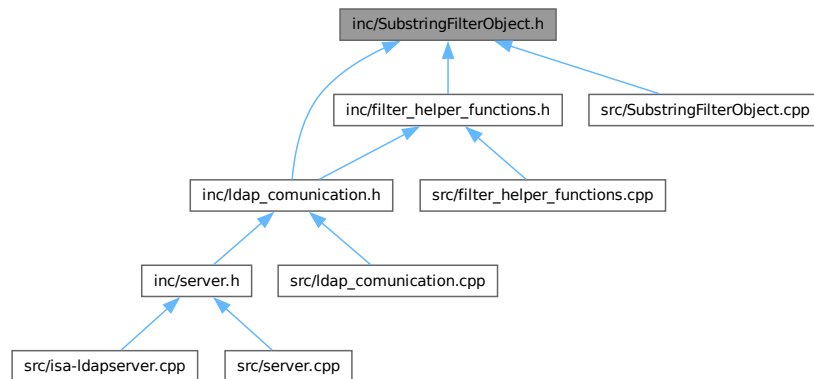 inc/SubstringFilterObject.h
inc/filter_helper_functions.h
src/SubstringFilterObject.cpp
inc/ldap_comunication.h
src/filter_helper_functions.cpp
inc/server.h
src/ldap_comunication.cpp
src/isa-ldapserver.cpp
src/server.cpp